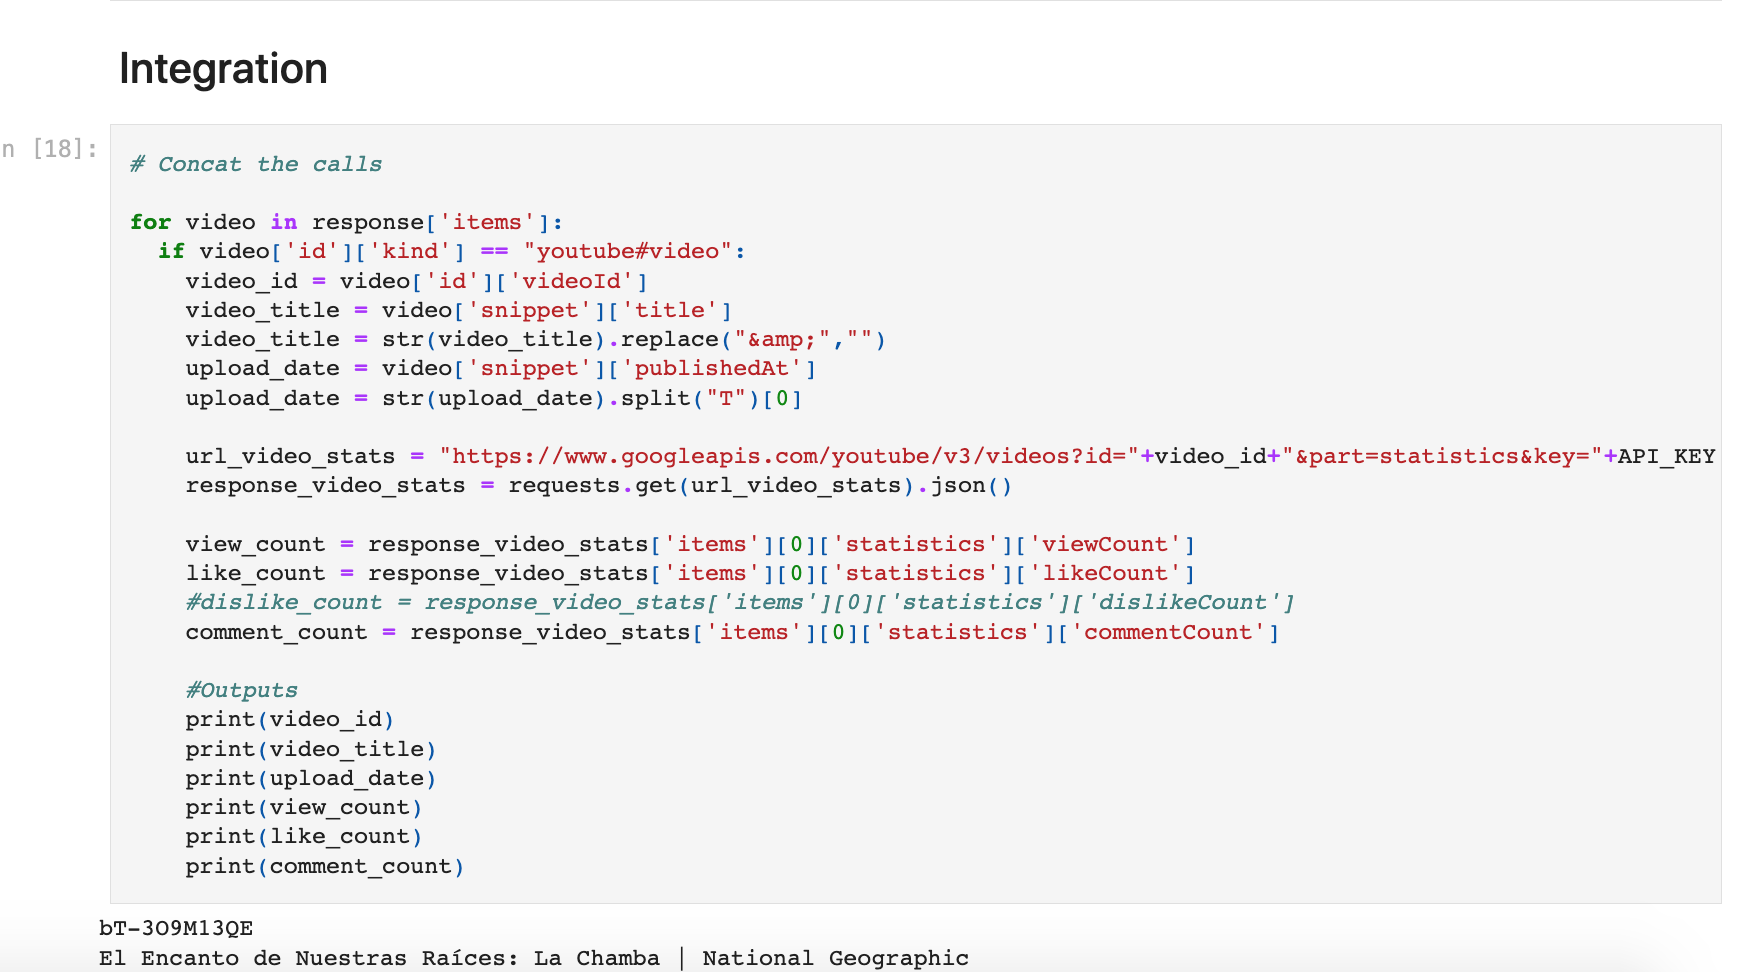 Integration
n [18]:
# Concat the calls
for video in response['items']:
  if video['id']['kind'] == "youtube#video":
    video_id = video['id']['videoId']
    video_title = video['snippet']['title']
    video_title = str(video_title).replace("&amp;","")
    upload_date = video['snippet']['publishedAt']
    upload_date = str(upload_date).split("T")[0]
    url_video_stats = "https://www.googleapis.com/youtube/v3/videos?id="+video_id+"&part=statistics&key="+API_KEY
    response_video_stats = requests.get(url_video_stats).json()
    view_count = response_video_stats['items'][0]['statistics']['viewCount']
    like_count = response_video_stats['items'][0]['statistics']['likeCount']
    #dislike_count = response_video_stats['items'][0]['statistics']['dislikeCount']
    comment_count = response_video_stats['items'][0]['statistics']['commentCount']
    #Outputs
    print(video_id)
    print(video_title)
    print(upload_date)
    print(view_count)
    print(like_count)
    print(comment_count)
bT-3O9M13QE
El Encanto de Nuestras Raíces: La Chamba | National Geographic